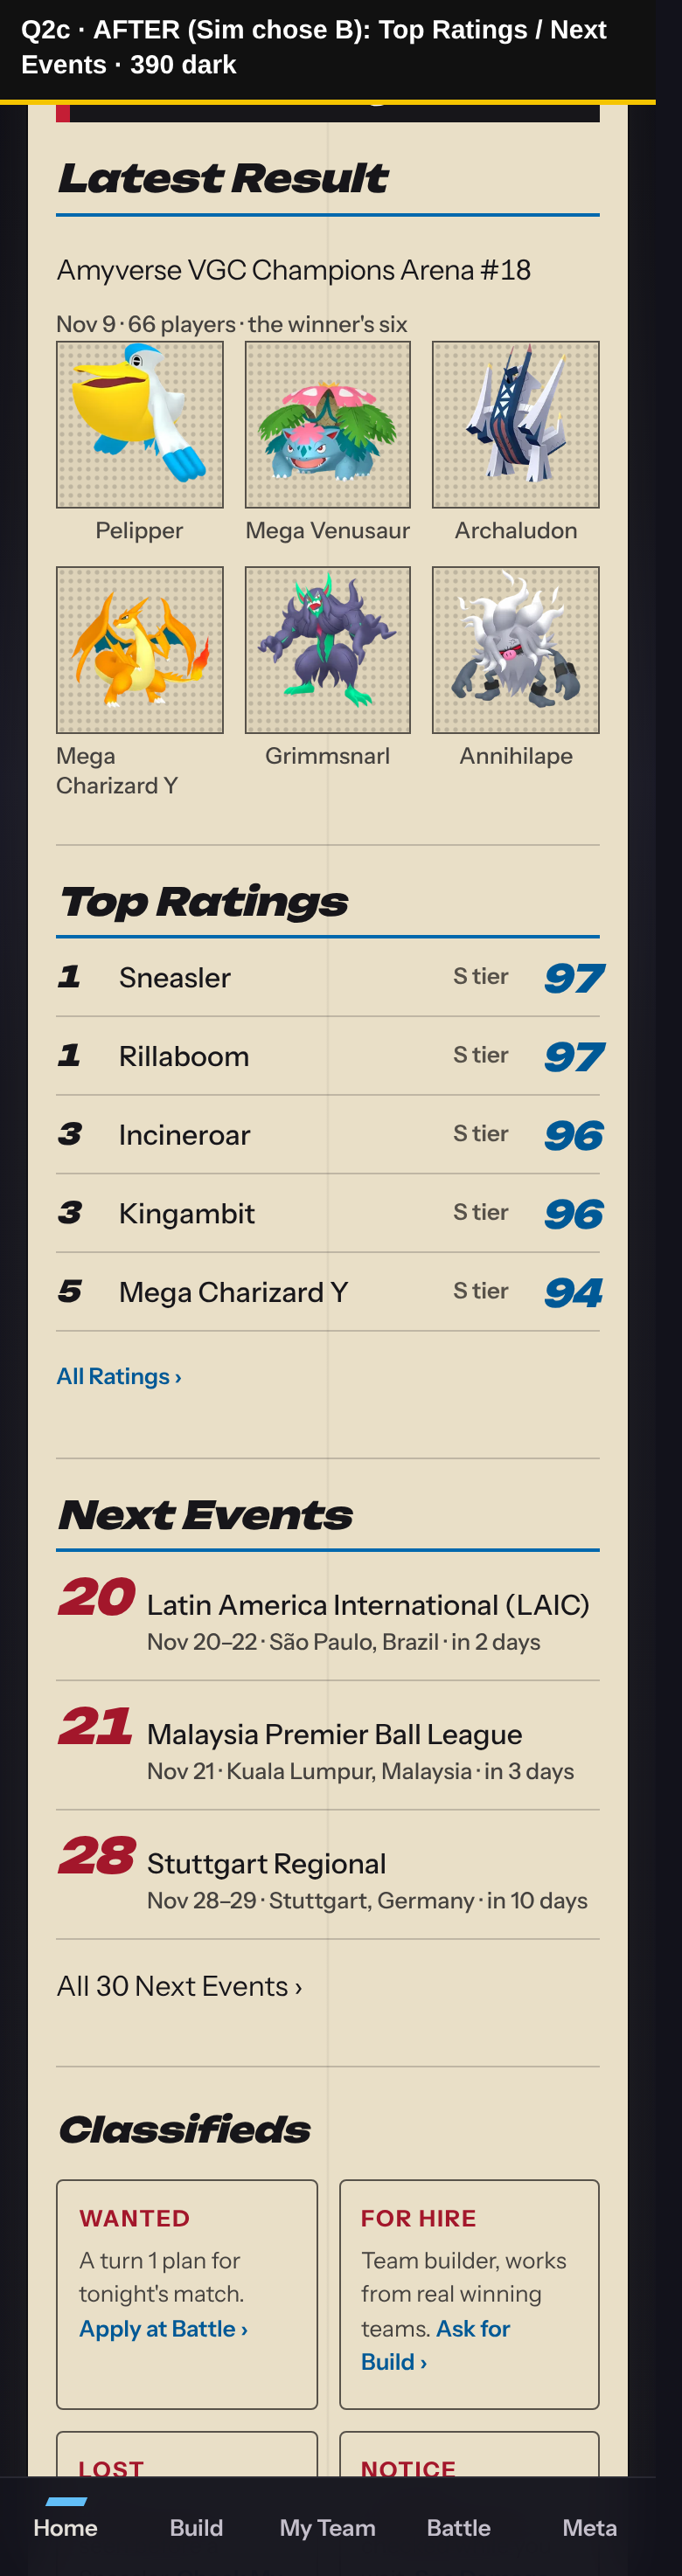 Q2c · AFTER (Sim chose B): Top Ratings / Next
Events · 390 dark
Latest Result
Amyverse VGC Champions Arena #18
Nov 9 · 66 players · the winner's six
Pelipper Mega Venusaur Archaludon
Mega
Charizard Y
Grimmsnarl Annihilape
Top Ratings
1 Sneasler S tier 97
1 Rillaboom S tier 97
3 Incineroar S tier 96
3 Kingambit S tier 96
5 Mega Charizard Y S tier 94
All Ratings ›
Next Events
20 Latin America International (LAIC)
Nov 20–22 · São Paulo, Brazil · in 2 days
21 Malaysia Premier Ball League
Nov 21 · Kuala Lumpur, Malaysia · in 3 days
28 Stuttgart Regional
Nov 28–29 · Stuttgart, Germany · in 10 days
All 30 Next Events ›
Classifieds
WANTED
A turn 1 plan for
tonight's match.
Apply at Battle ›
FOR HIRE
Team builder, works
from real winning
teams. Ask for
Build ›
LOST
NOTICE
Home Build My Team Battle Meta